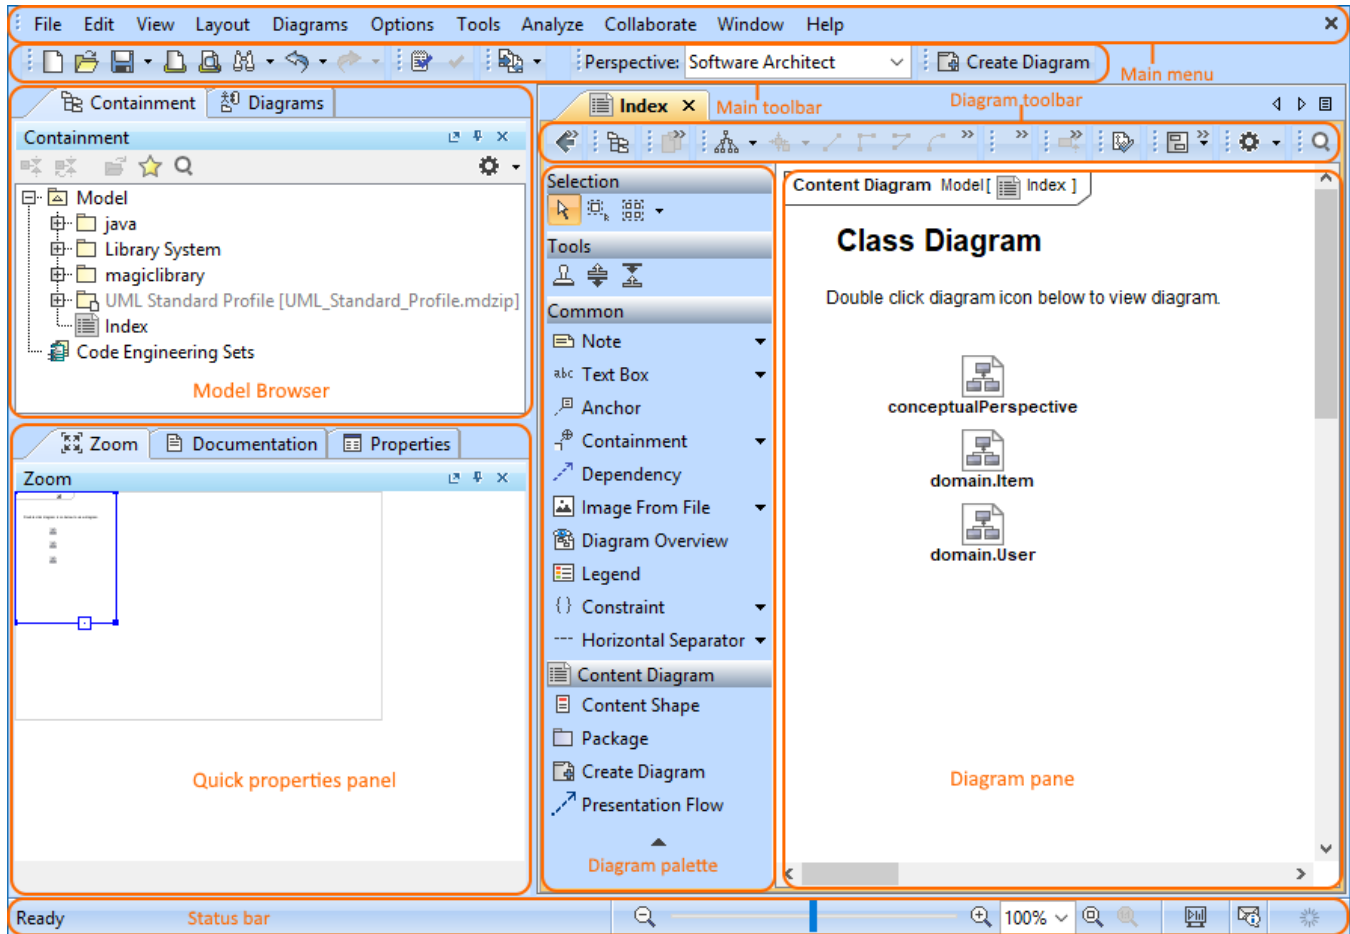 File Edit View Layout Diagrams Options Tools Analyze Collaborate Window Help
Perspective: Software Architect Create Diagram
Main menu
Containment Diagrams
Index Main toolbar Diagram toolbar
Containment
Model
java
Library System
magiclibrary
UML Standard Profile [UML_Standard_Profile.mdzip]
Index
Code Engineering Sets
Model Browser
Zoom Documentation Properties
Zoom
Quick properties panel
Selection
Tools
Common
Note
abc Text Box
Anchor
Containment
Dependency
Image From File
Diagram Overview
Legend
{} Constraint
Horizontal Separator
Content Diagram
Content Shape
Package
Create Diagram
Presentation Flow
Diagram palette
Content Diagram Model[ Index ]
Class Diagram
Double click diagram icon below to view diagram.
conceptualPerspective
domain.Item
domain.User
Diagram pane
Ready Status bar 100%